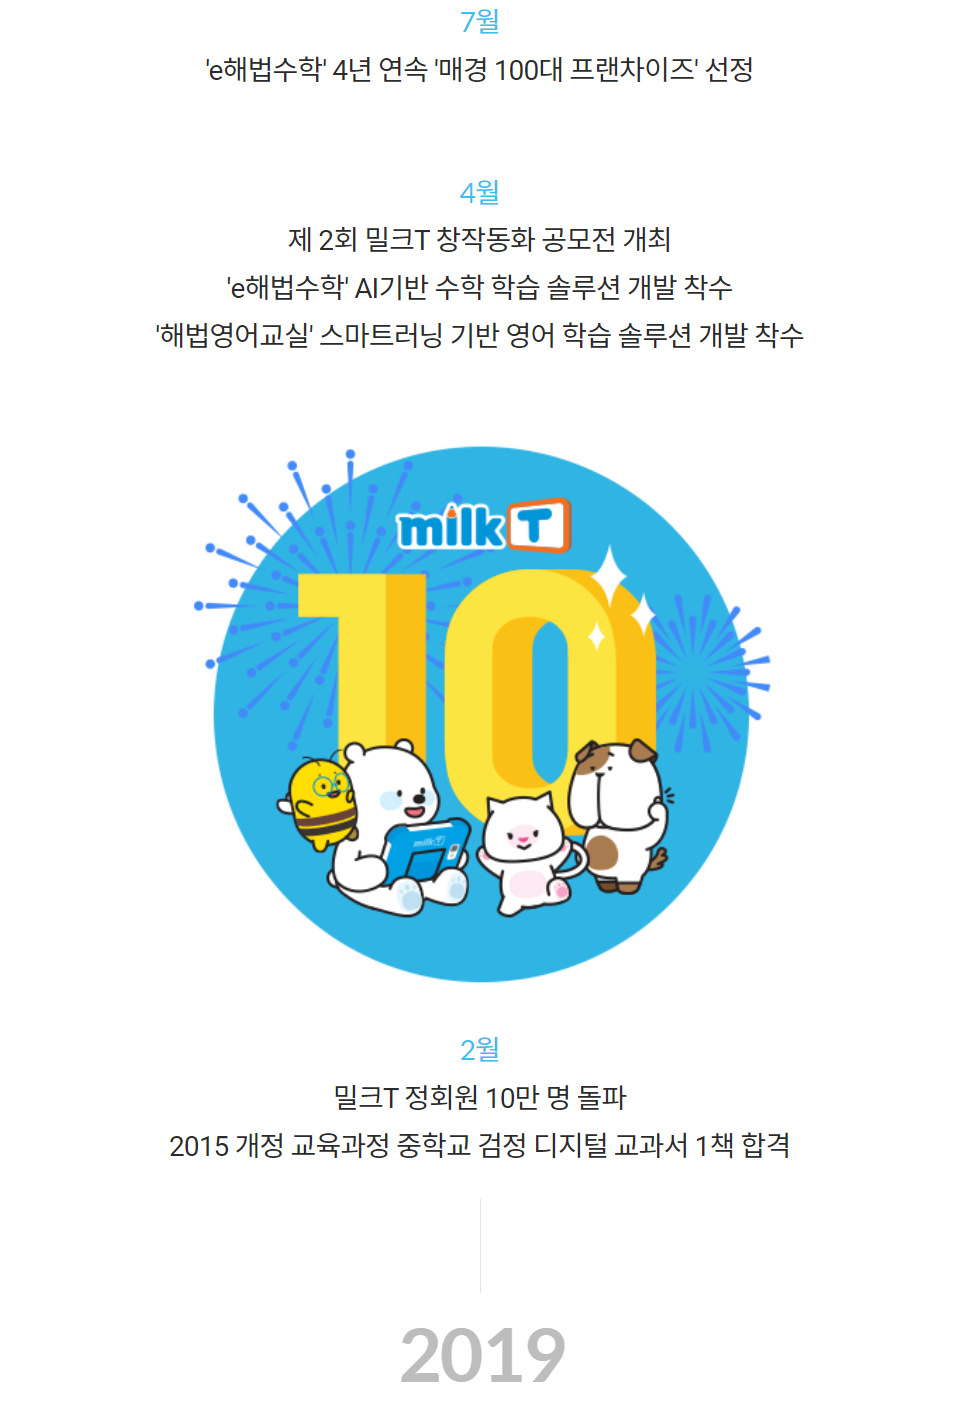 7월
'e해법수학' 4년 연속 '매경 100대 프랜차이즈' 선정
4월
제 2회 밀크T 창작동화 공모전 개최
'e해법수학' AI기반 수학 학습 솔루션 개발 착수
'해법영어교실' 스마트러닝 기반 영어 학습 솔루션 개발 착수
milk T
10
milk T
2월
밀크T 정회원 10만 명 돌파
2015 개정 교육과정 중학교 검정 디지털 교과서 1책 합격
2019